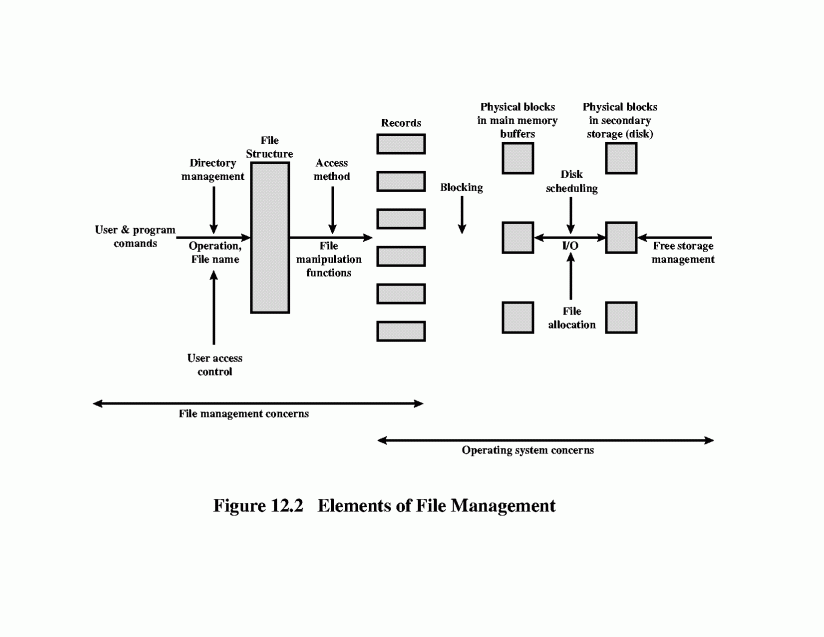 Physical blocks
in main memory
buffers
Physical blocks
in secondary
storage (disk)
Records
File
Structure
Directory
management
Access
method
Disk
scheduling
Blocking
User & program
comands
Operation,
File name
File
manipulation
functions
I/O
Free storage
management
File
allocation
User access
control
File management concerns
Operating system concerns
Figure 12.2 Elements of File Management